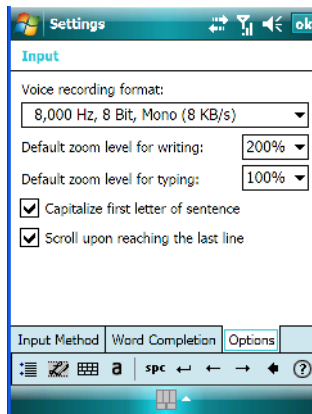 Settings ok
Input
Voice recording format:
8,000 Hz, 8 Bit, Mono (8 KB/s)
Default zoom level for writing: 200%
Default zoom level for typing: 100%
Capitalize first letter of sentence
Scroll upon reaching the last line
Input Method Word Completion Options
a spc ?